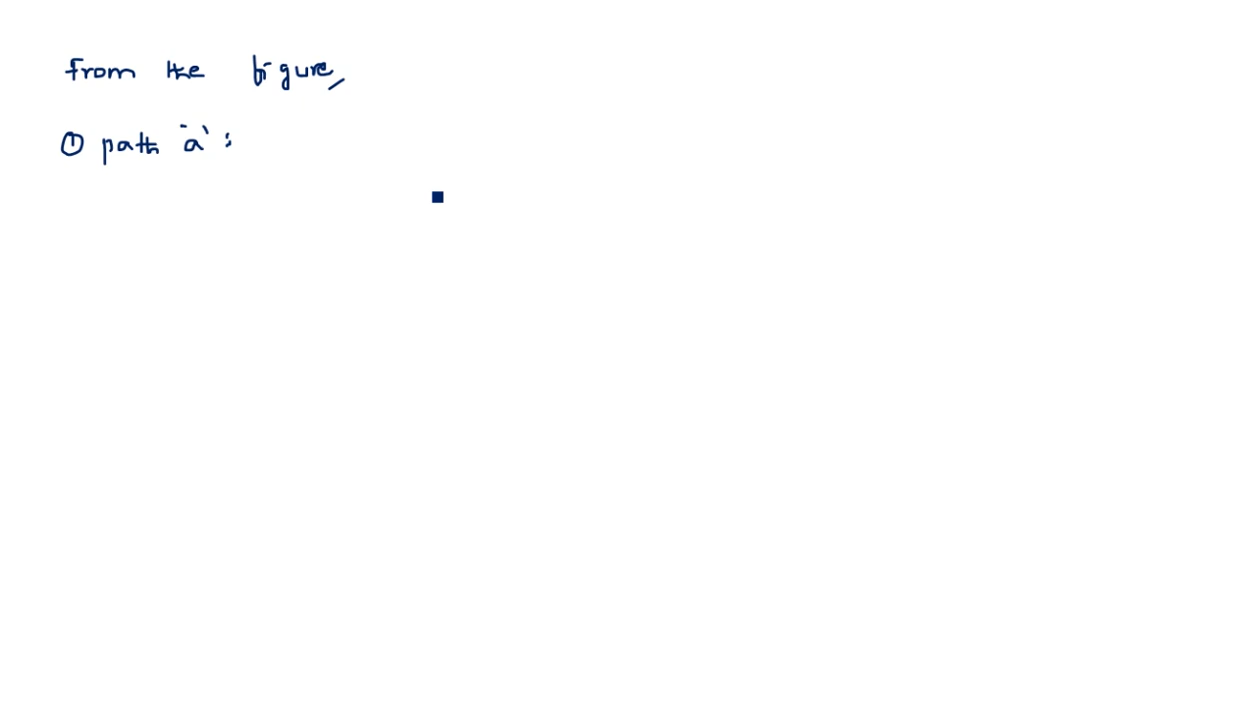 from the figure,
① path "a":